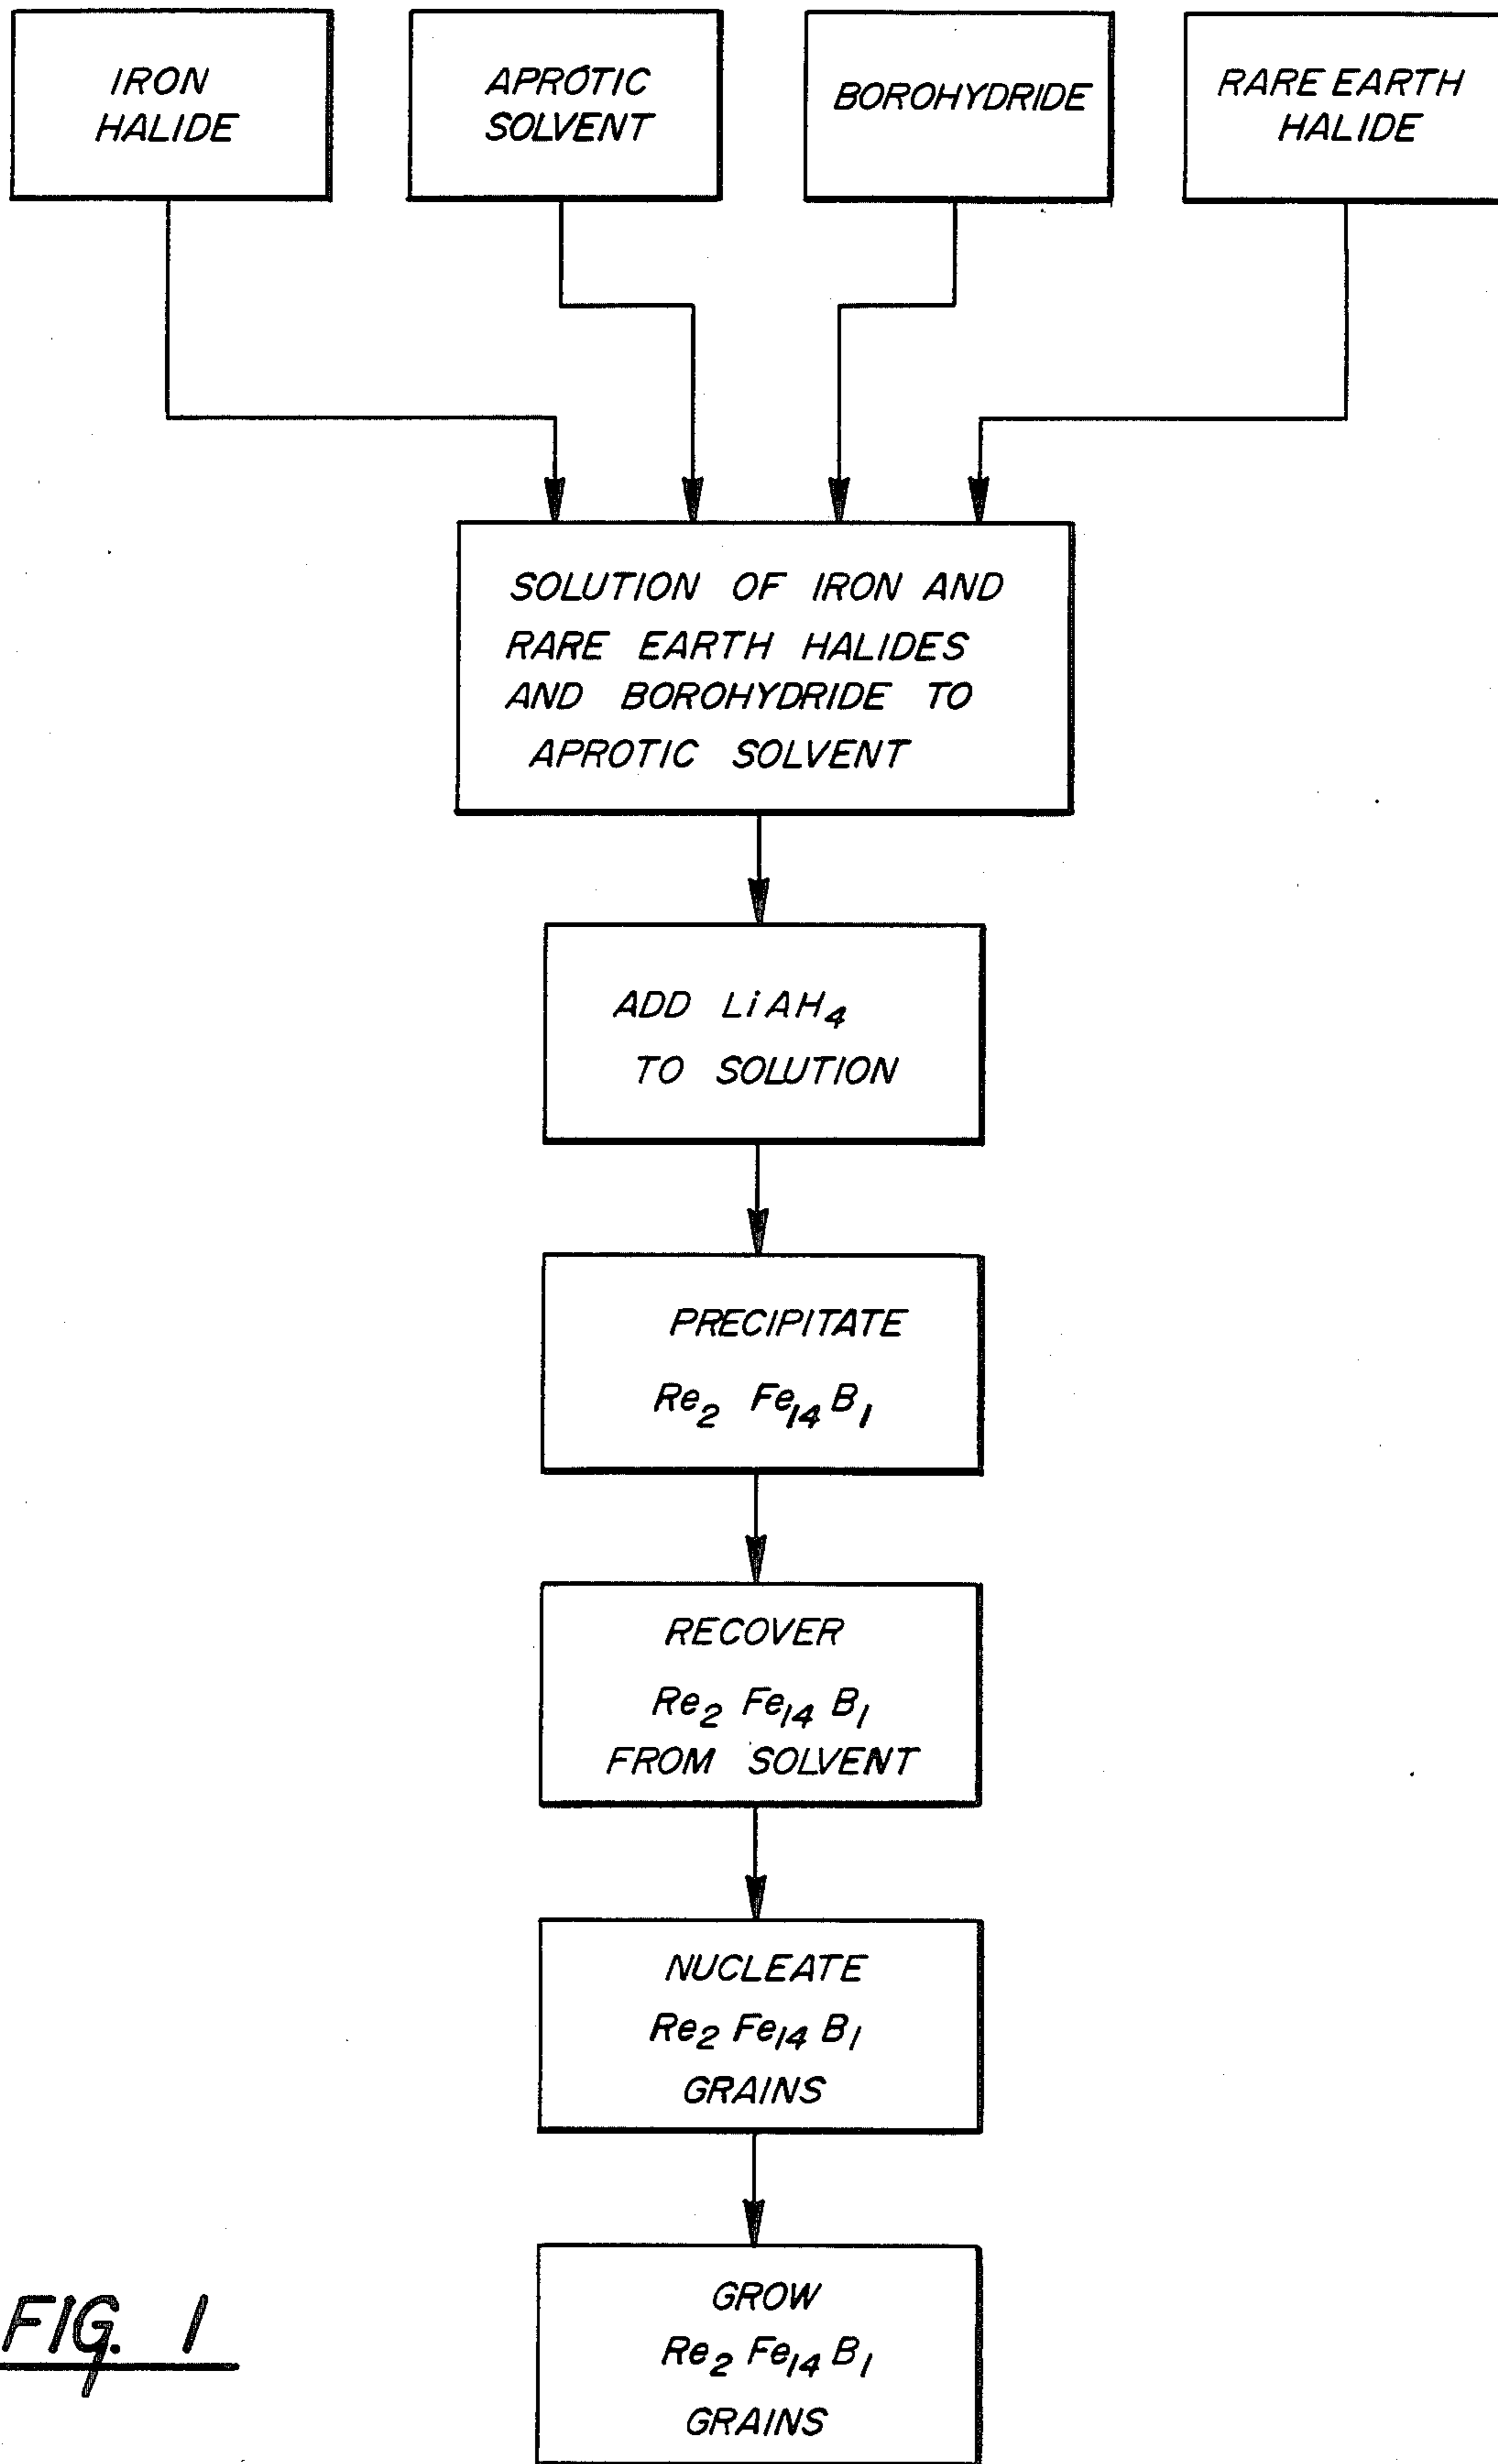 IRON
HALIDE
APROTIC
SOLVENT
BOROHYDRIDE
RARE EARTH
HALIDE
SOLUTION OF IRON AND
RARE EARTH HALIDES
AND BOROHYDRIDE TO
APROTIC SOLVENT
ADD LiAH₄
TO SOLUTION
PRECIPITATE
Re₂ Fe₁₄ B₁
RECOVER
Re₂ Fe₁₄ B₁
FROM SOLVENT
NUCLEATE
Re₂ Fe₁₄ B₁
GRAINS
GROW
Re₂ Fe₁₄ B₁
GRAINS
FIG. 1